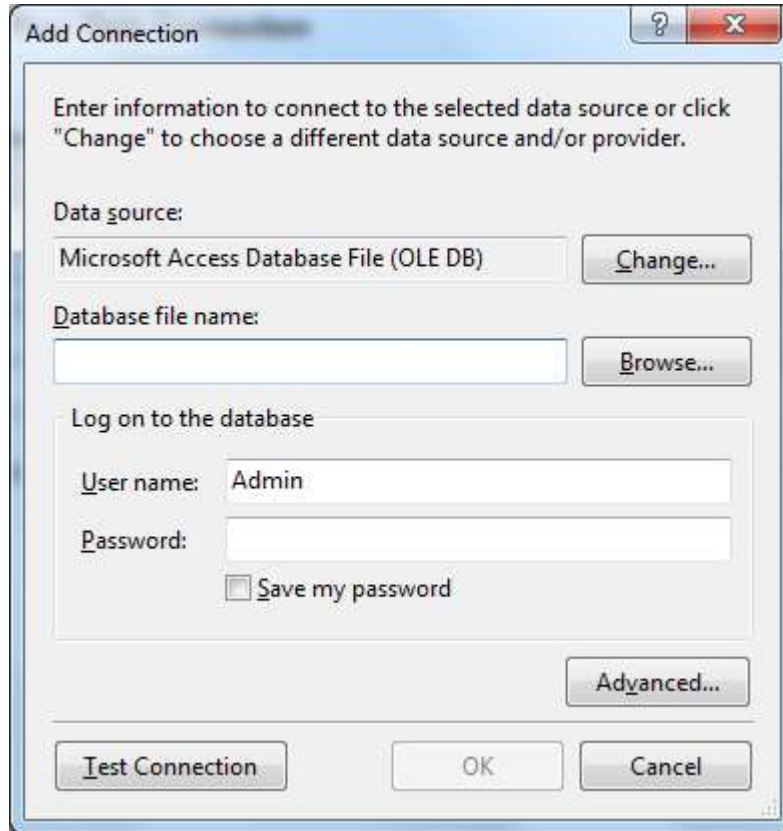 Add Connection
?
Enter information to connect to the selected data source or click
"Change" to choose a different data source and/or provider.
Data source:
Microsoft Access Database File (OLE DB)
Change...
Database file name:
Browse...
Log on to the database
User name:
Admin
Password:
Save my password
Advanced...
Test Connection
OK
Cancel